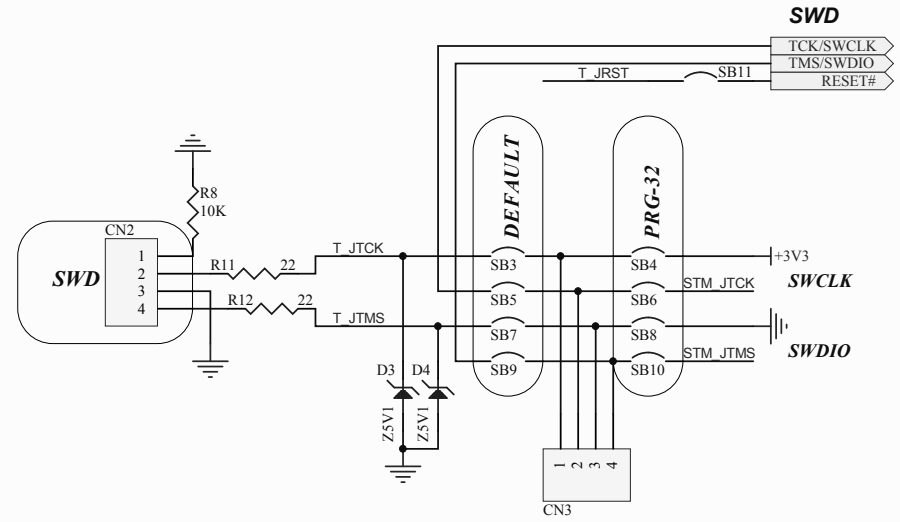 SWD
TCK/SWCLK
TMS/SWDIO
T_JRST
SB11
RESET#
DEFAULT
PRG-32
R8
10K
CN2
SWD
1
2
3
4
R11
22
R12
22
T_JTCK
T_JTMS
SB3
SB4
+3V3
SWCLK
SB5
SB6
STM_JTCK
SB7
SB8
SWDIO
SB9
SB10
STM_JTMS
D3
D4
Z5V1
Z5V1
1
2
3
4
CN3